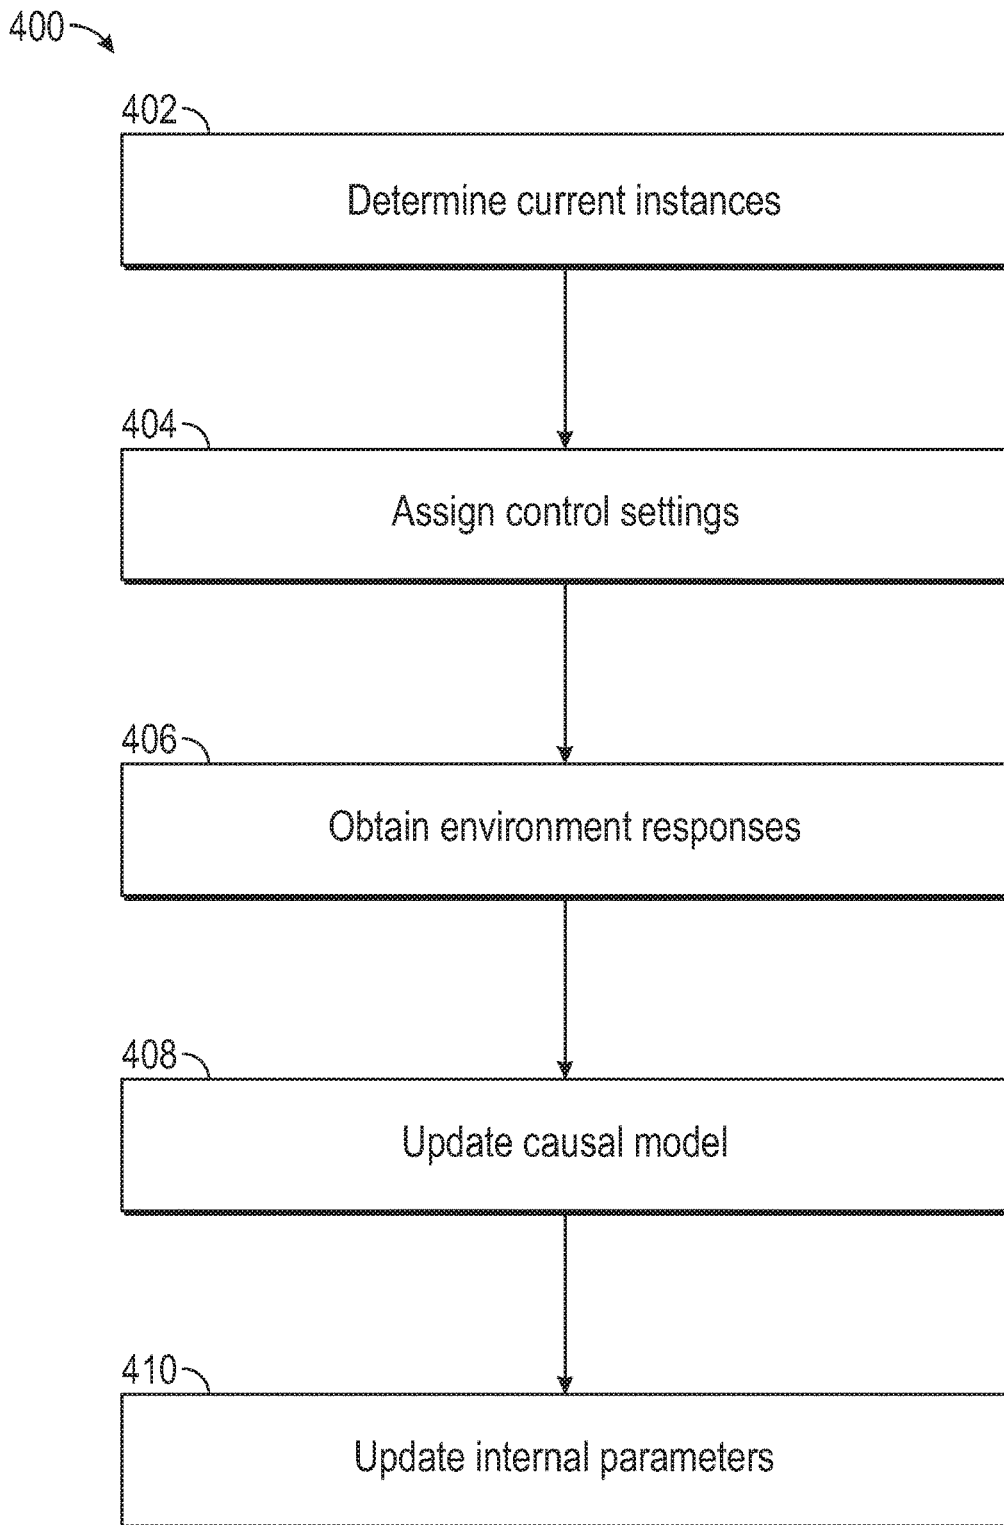 400
402
Determine current instances
404
Assign control settings
406
Obtain environment responses
408
Update causal model
410
Update internal parameters